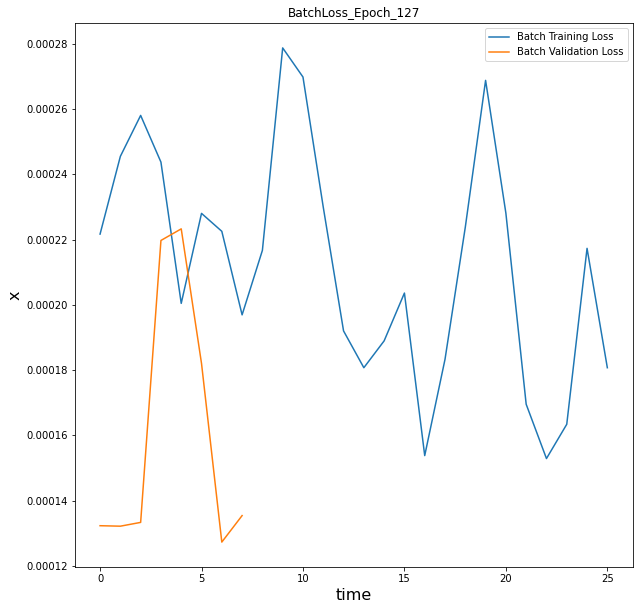 BatchLoss_Epoch_127
Batch Training Loss
Batch Validation Loss
x
0.00028
0.00026
0.00024
0.00022
0.00020
0.00018
0.00016
0.00014
0.00012
0 5 10 15 20 25
time